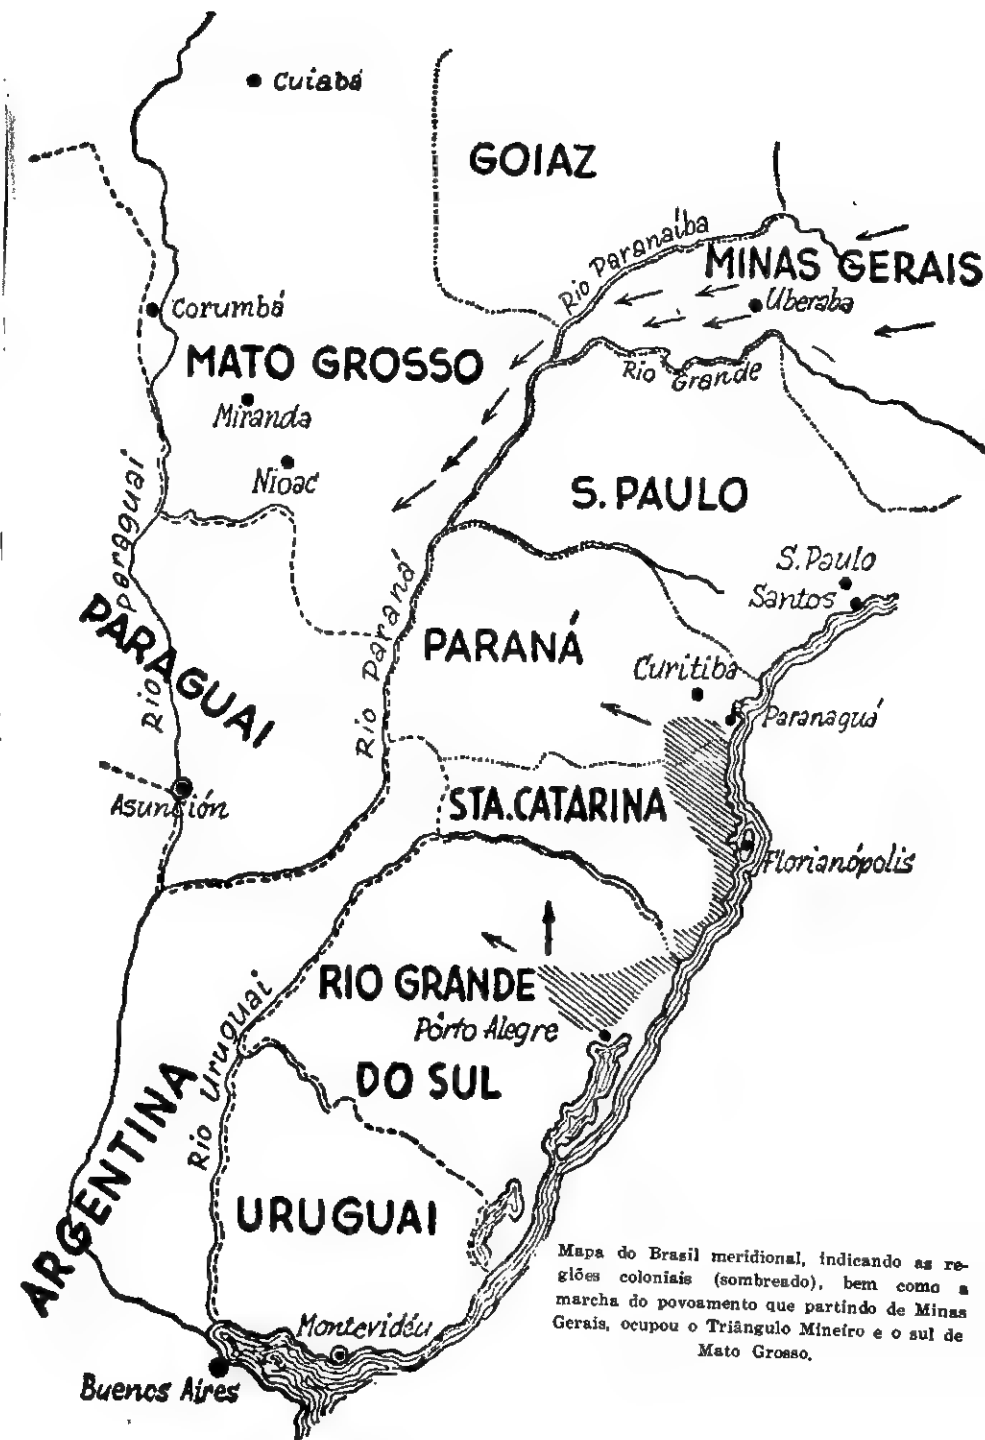 Cuiabá
GOIAZ
Rio Paranaíba
MINAS GERAIS
Uberaba
Corumbá
MATO GROSSO
Rio Grande
Miranda
Nioac
S. PAULO
Rio Paraguai
S. Paulo
Santos
PARAGUAI
Rio Paraná
PARANÁ
Curitiba
Paranaguá
Asunción
STA. CATARINA
Florianópolis
RIO GRANDE
DO SUL
Pôrto Alegre
Rio Uruguai
ARGENTINA
URUGUAI
Montevidéu
Buenos Aires
Mapa do Brasil meridional, indicando as re-
giões coloniais (sombreado), bem como a
marcha do povoamento que partindo de Minas
Gerais, ocupou o Triângulo Mineiro e o sul de
Mato Grosso.